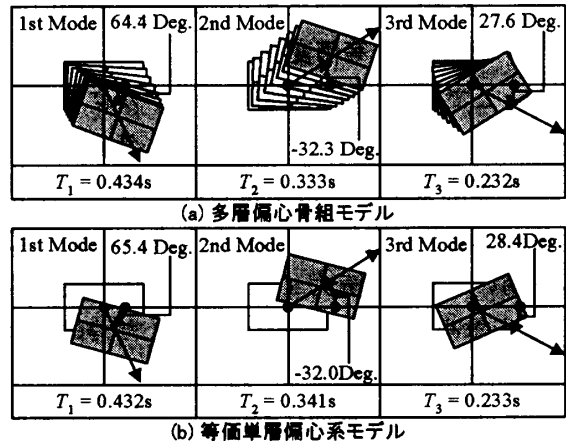 1st Mode 64.4 Deg. 2nd Mode 3rd Mode 27.6 Deg.
-32.3 Deg.
T1 = 0.434s T2 = 0.333s T3 = 0.232s
(a) 多層偏心骨組モデル
1st Mode 65.4 Deg. 2nd Mode 3rd Mode 28.4Deg.
-32.0Deg.
T1 = 0.432s T2 = 0.341s T3 = 0.233s
(b) 等価単層偏心系モデル